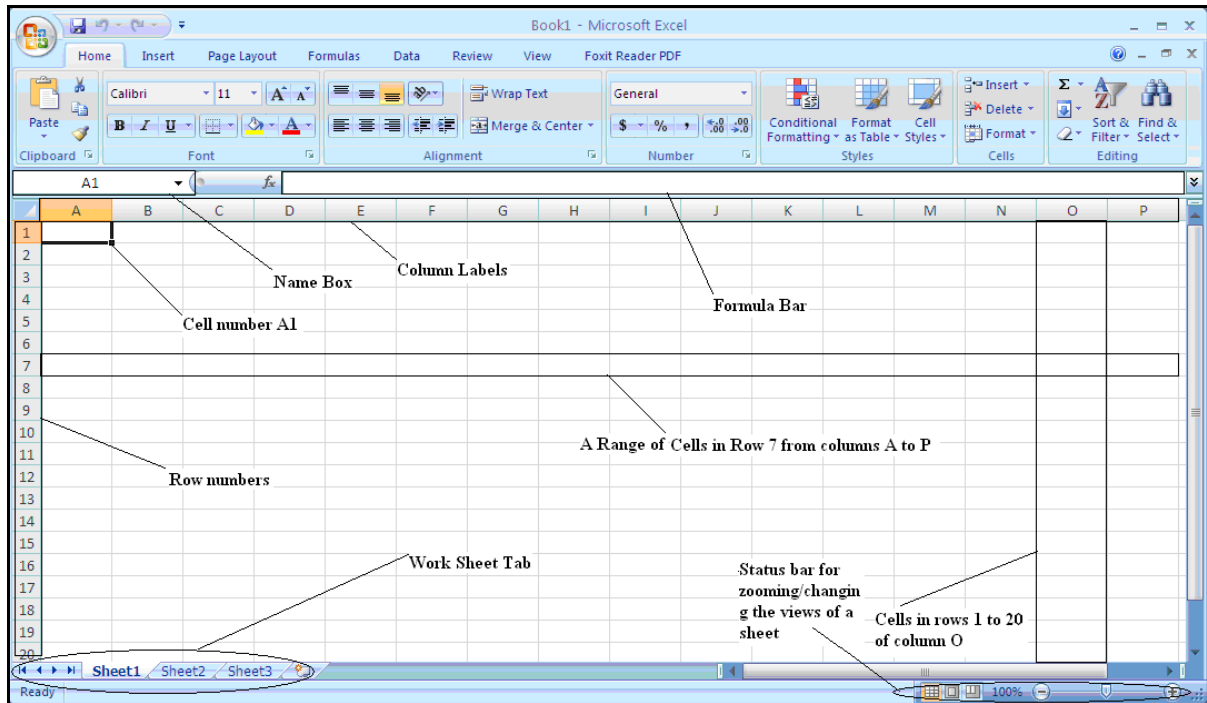 Book1 - Microsoft Excel
Home Insert Page Layout Formulas Data Review View Foxit Reader PDF
Calibri 11 A A Wrap Text General Insert Σ
Paste B I U A Merge & Center $ % , .0 .00 .00 .0 Conditional Formatting Format as Table Cell Styles Delete Format Sort & Filter Find & Select
Clipboard Font Alignment Number Styles Cells Editing
A1 fx
A B C D E F G H I J K L M N O P
1
2
3
4
5
6
7
8
9
10
11
12
13
14
15
16
17
18
19
20
Column Labels
Name Box
Formula Bar
Cell number A1
A Range of Cells in Row 7 from columns A to P
Row numbers
Work Sheet Tab
Status bar for
zooming/changin
g the views of a
sheet
Cells in rows 1 to 20
of column O
Sheet1 Sheet2 Sheet3
Ready 100%